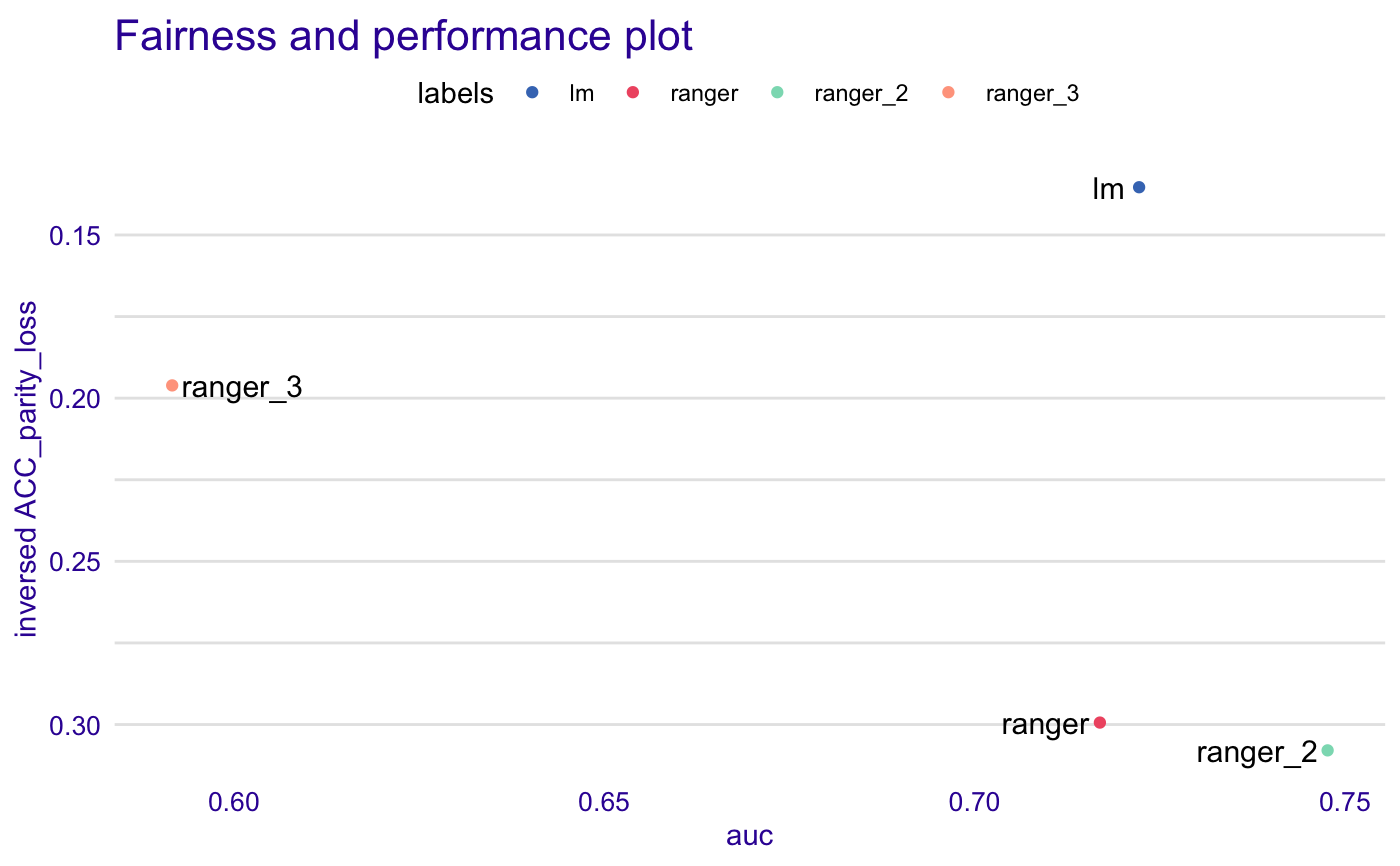 Fairness and performance plot
labels lm ranger ranger_2 ranger_3
lm
0.15
ranger_3
0.20
inversed ACC_parity_loss
0.25
ranger
0.30
ranger_2
0.60 0.65 0.70 0.75
auc